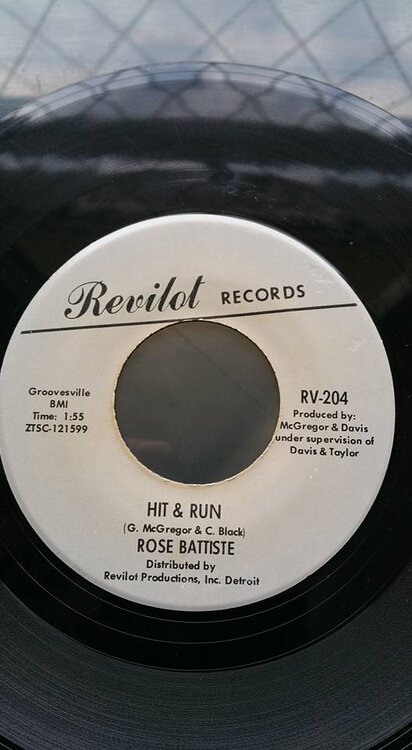 Revilot RECORDS
Groovesville
BMI
Time: 1:55
ZTSC-121599
RV-204
Produced by:
McGregor & Davis
under supervision of
Davis & Taylor
HIT & RUN
(G. McGregor & C. Black)
ROSE BATTISTE
Distributed by
Revilot Productions, Inc. Detroit